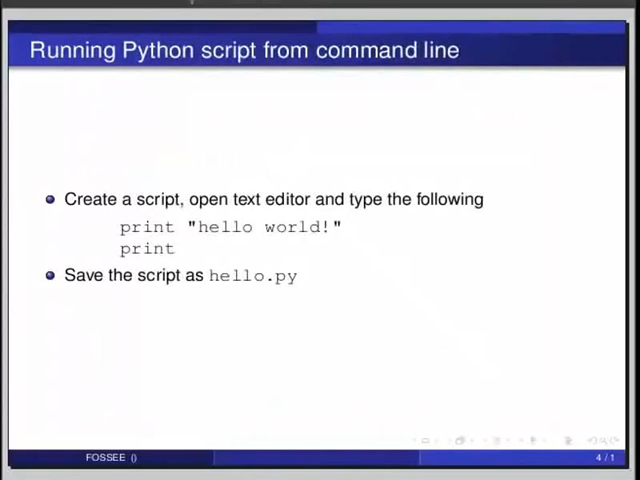 Running Python script from command line
Create a script, open text editor and type the following
print "hello world!"
print
Save the script as hello.py
FOSSEE ()
4 / 1